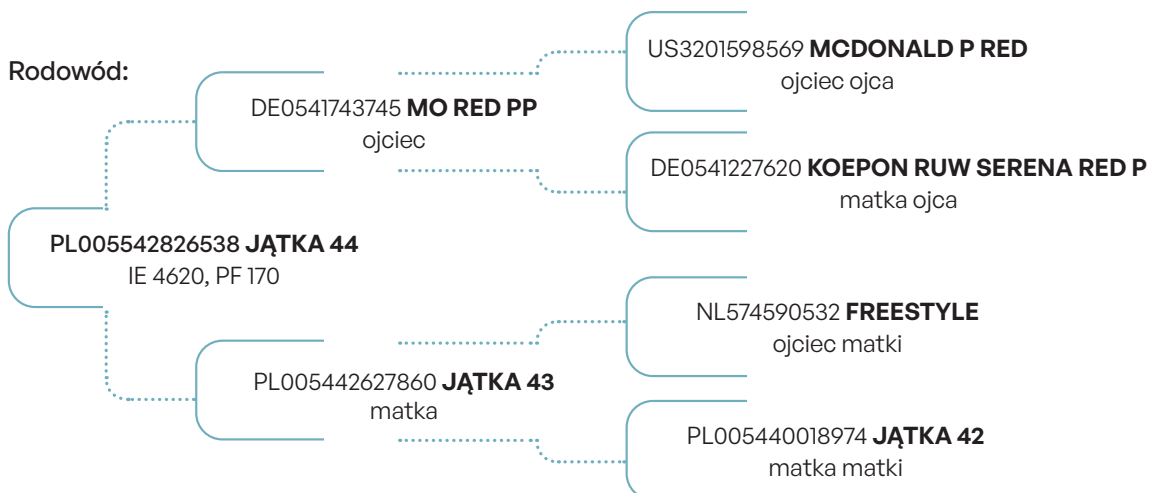 Rodowód:
US3201598569 MCDONALD P RED
ojciec ojca
DE0541743745 MO RED PP
ojciec
DE0541227620 KOEPON RUW SERENA RED P
matka ojca
PL005542826538 JĄTKA 44
IE 4620, PF 170
NL574590532 FREESTYLE
ojciec matki
PL005442627860 JĄTKA 43
matka
PL005440018974 JĄTKA 42
matka matki